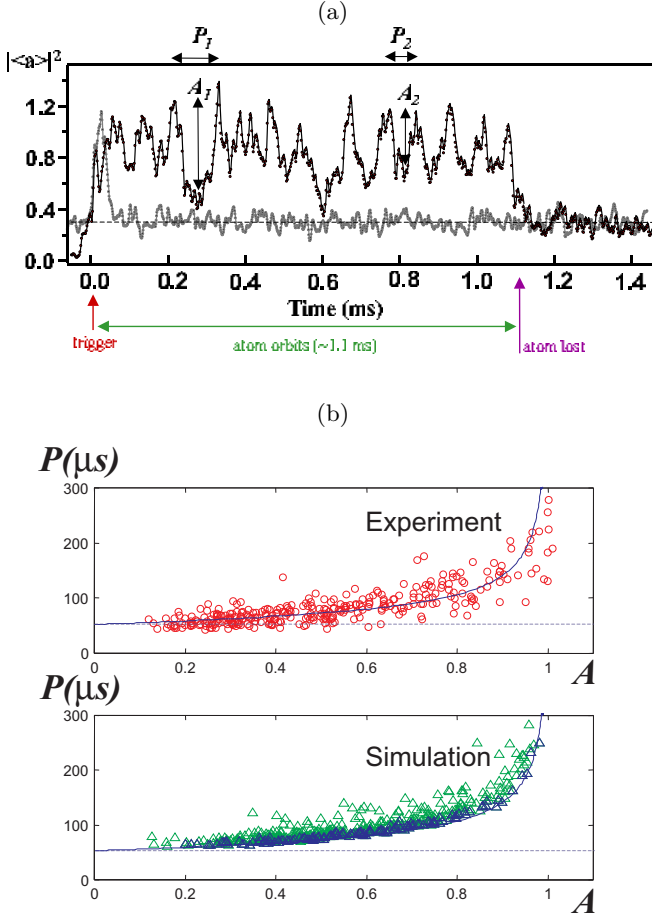 (a)
P1 P2
|<a>|²
A1 A2
1.2
0.8
0.4
0.0
0.0 0.2 0.4 0.6 0.8 1.0 1.2 1.4
Time (ms)
trigger atom orbits (~1.1 ms) atom lost
(b)
P(μs)
300
Experiment
200
100
0
0 0.2 0.4 0.6 0.8 1 A
P(μs)
300
Simulation
200
100
0
0 0.2 0.4 0.6 0.8 1 A